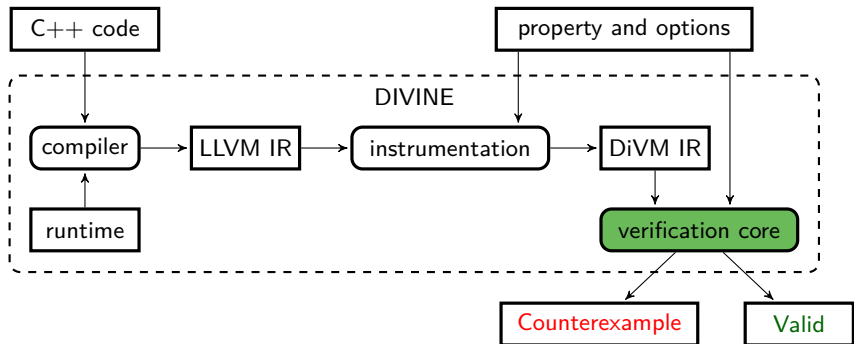 C++ code
property and options
DIVINE
compiler
LLVM IR
instrumentation
DiVM IR
runtime
verification core
Counterexample
Valid